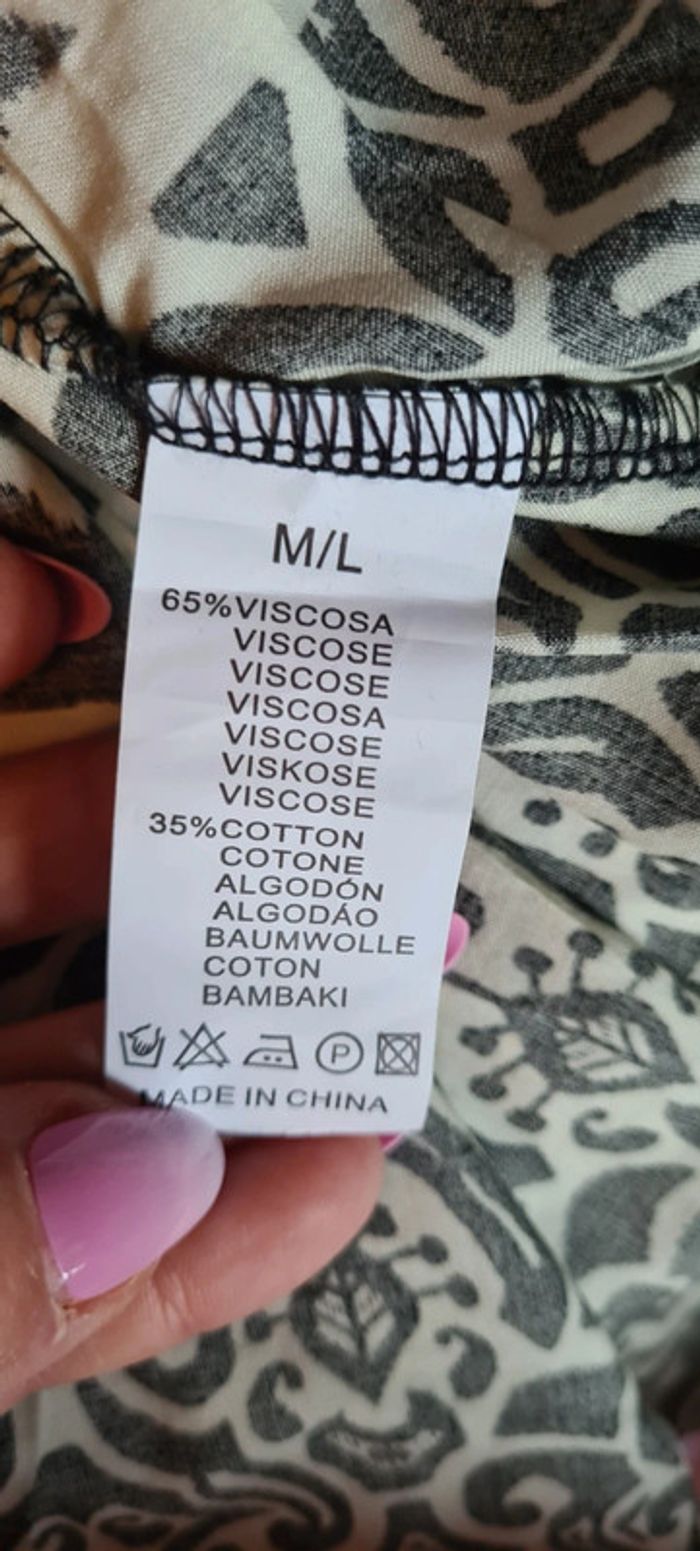 M/L
65%VISCOSA
VISCOSE
VISCOSE
VISCOSA
VISCOSE
VISKOSE
VISCOSE
35%COTTON
COTONE
ALGODÓN
ALGODÁO
BAUMWOLLE
COTON
BAMBAKI
P
MADE IN CHINA